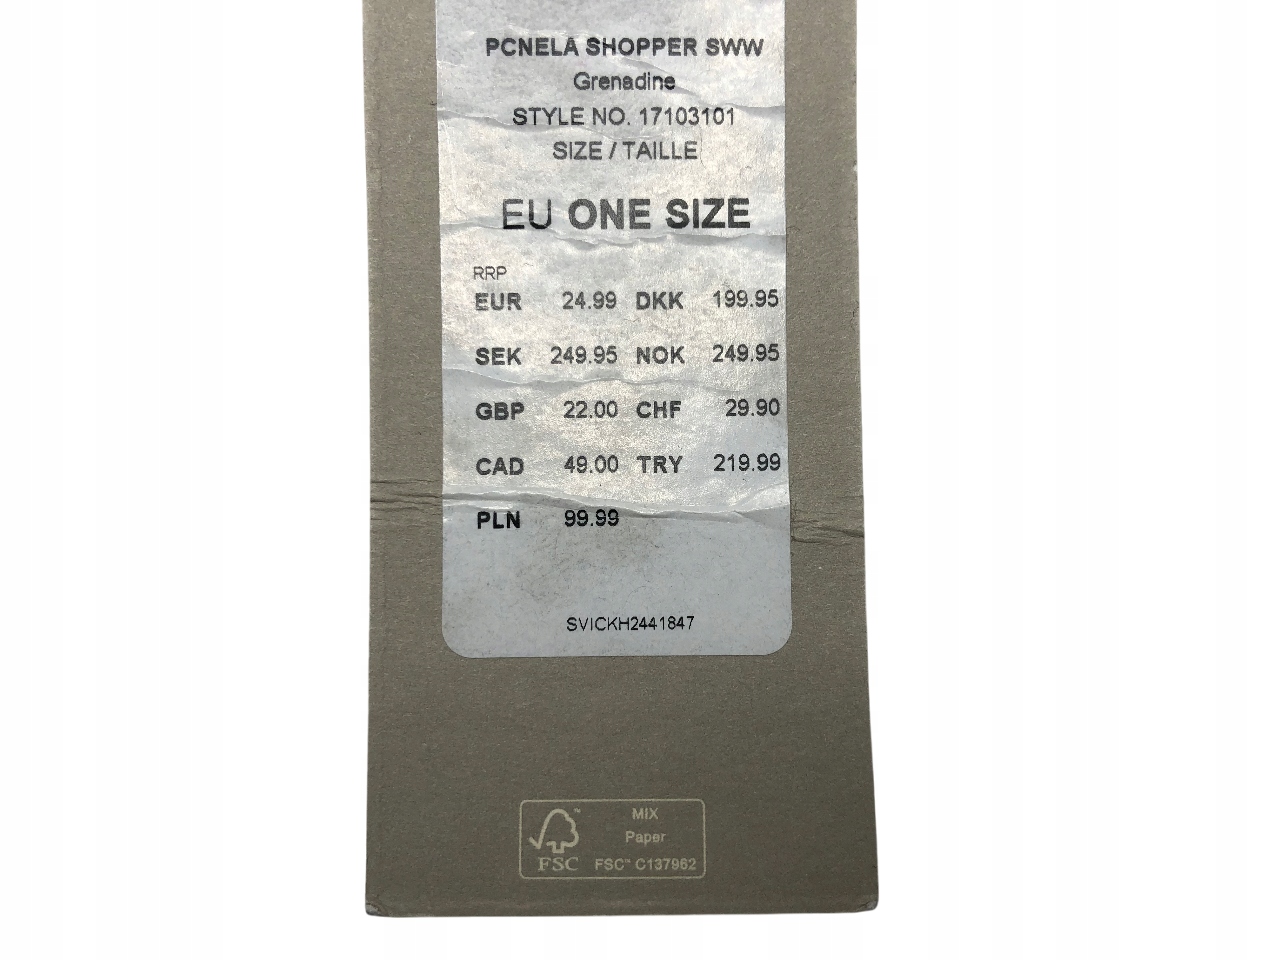 PCNELA SHOPPER SWW
Grenadine
STYLE NO. 17103101
SIZE / TAILLE
EU ONE SIZE
RRP
EUR 24.99 DKK 199.95
SEK 249.95 NOK 249.95
GBP 22.00 CHF 29.90
CAD 49.00 TRY 219.99
PLN 99.99
SVICKH2441847
MIX
Paper
FSC™ FSC™ C137962